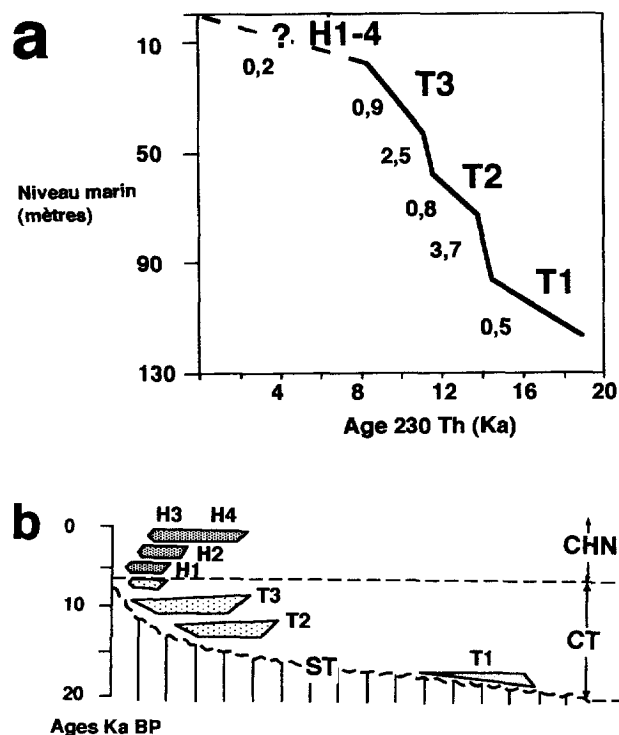 a
10
50
90
130
Niveau marin
(mètres)
? H1-4
0,2
0,9
T3
2,5
T2
0,8
3,7
T1
0,5
4 8 12 16 20
Age 230 Th (Ka)
b
0
10
20
H3 H4
H2
H1
T3
T2
ST
T1
CHN
CT
Ages Ka BP